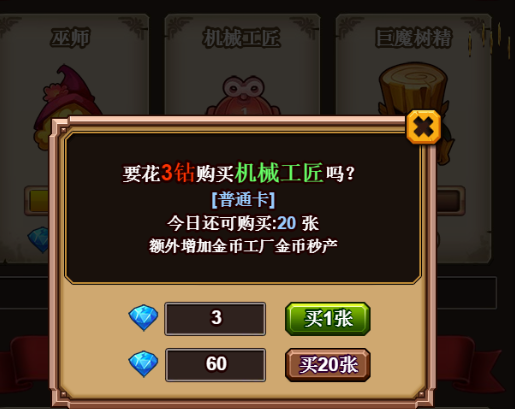 巫师
机械工匠
巨魔树精
要花3钻购买机械工匠吗?
[普通卡]
今日还可购买:20 张
额外增加金币工厂金币秒产
3
买1张
60
买20张